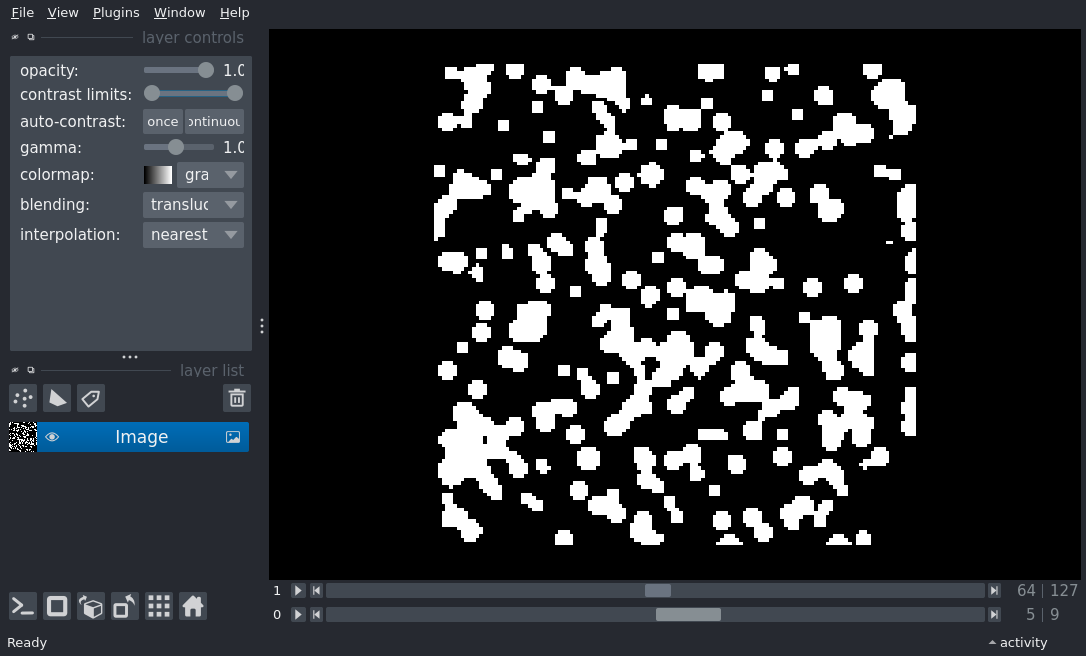 File View Plugins Window Help
layer controls
opacity: 1.0
contrast limits:
auto-contrast: once ontinuou
gamma: 1.0
colormap: gra
blending: transluc
interpolation: nearest
layer list
Image
1 64 127
0 5 9
Ready activity